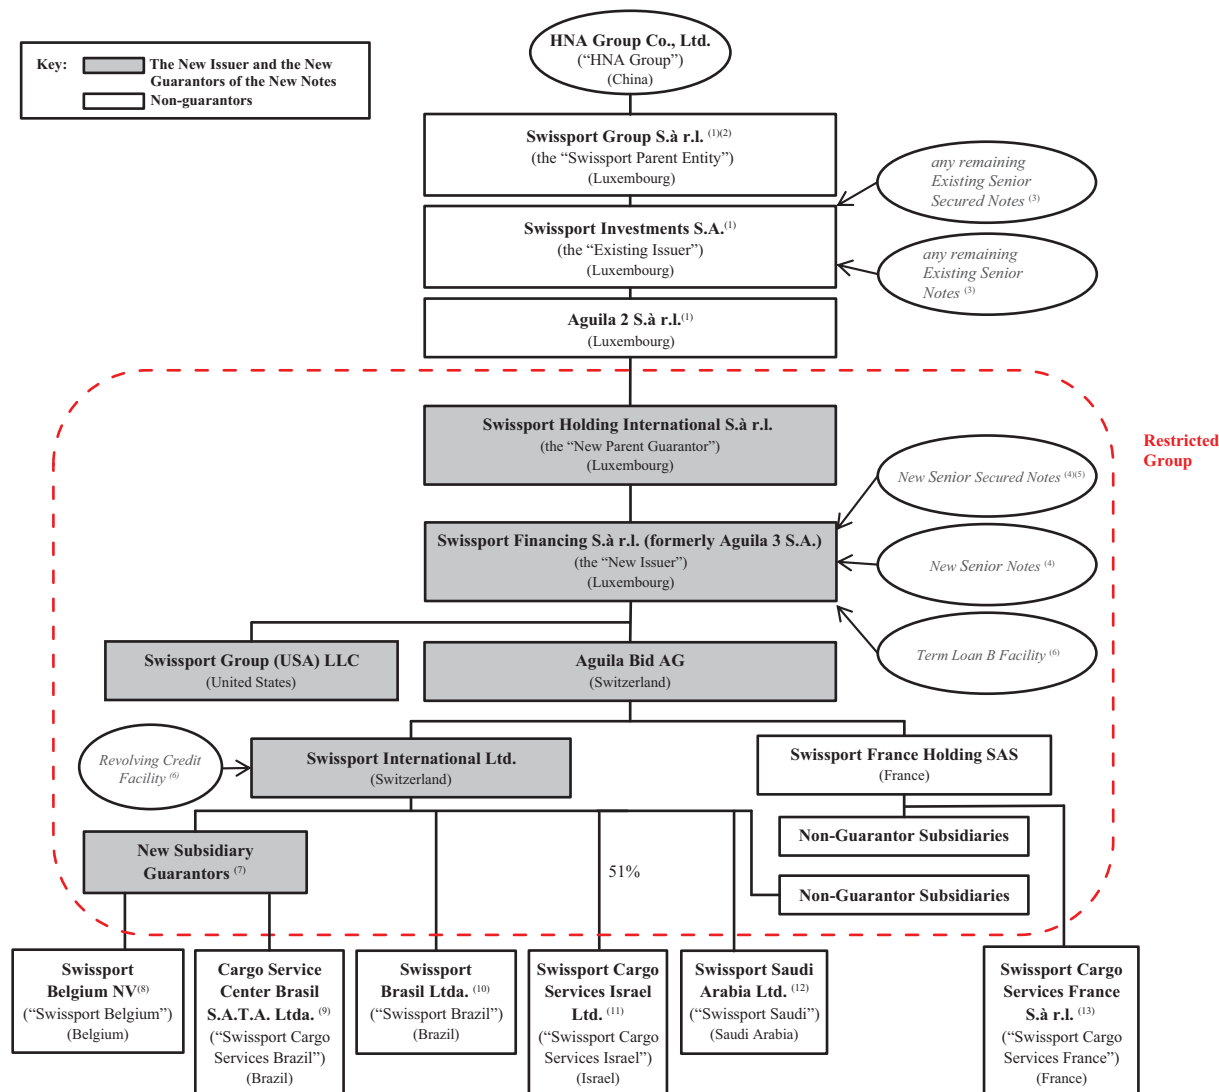 HNA Group Co., Ltd.
(“HNA Group”)
(China)
Key:
The New Issuer and the New
Guarantors of the New Notes
Non-guarantors
Swissport Group S.à r.l. (1)(2)
(the “Swissport Parent Entity”)
(Luxembourg)
any remaining
Existing Senior
Secured Notes (3)
Swissport Investments S.A.(1)
(the “Existing Issuer”)
(Luxembourg)
any remaining
Existing Senior
Notes (3)
Aguila 2 S.à r.l.(1)
(Luxembourg)
Restricted
Group
Swissport Holding International S.à r.l.
(the “New Parent Guarantor”)
(Luxembourg)
New Senior Secured Notes (4)(5)
Swissport Financing S.à r.l. (formerly Aguila 3 S.A.)
(the “New Issuer”)
(Luxembourg)
New Senior Notes (4)
Term Loan B Facility (6)
Swissport Group (USA) LLC
(United States)
Aguila Bid AG
(Switzerland)
Revolving Credit
Facility (6)
Swissport International Ltd.
(Switzerland)
Swissport France Holding SAS
(France)
New Subsidiary
Guarantors (7)
51%
Non-Guarantor Subsidiaries
Non-Guarantor Subsidiaries
Swissport
Belgium NV(8)
(“Swissport Belgium”)
(Belgium)
Cargo Service
Center Brasil
S.A.T.A. Ltda. (9)
(“Swissport Cargo
Services Brazil”)
(Brazil)
Swissport
Brasil Ltda. (10)
(“Swissport Brazil”)
(Brazil)
Swissport Cargo
Services Israel
Ltd. (11)
(“Swissport Cargo
Services Israel”)
(Israel)
Swissport Saudi
Arabia Ltd. (12)
(“Swissport Saudi”)
(Saudi Arabia)
Swissport Cargo
Services France
S.à r.l. (13)
(“Swissport Cargo
Services France”)
(France)